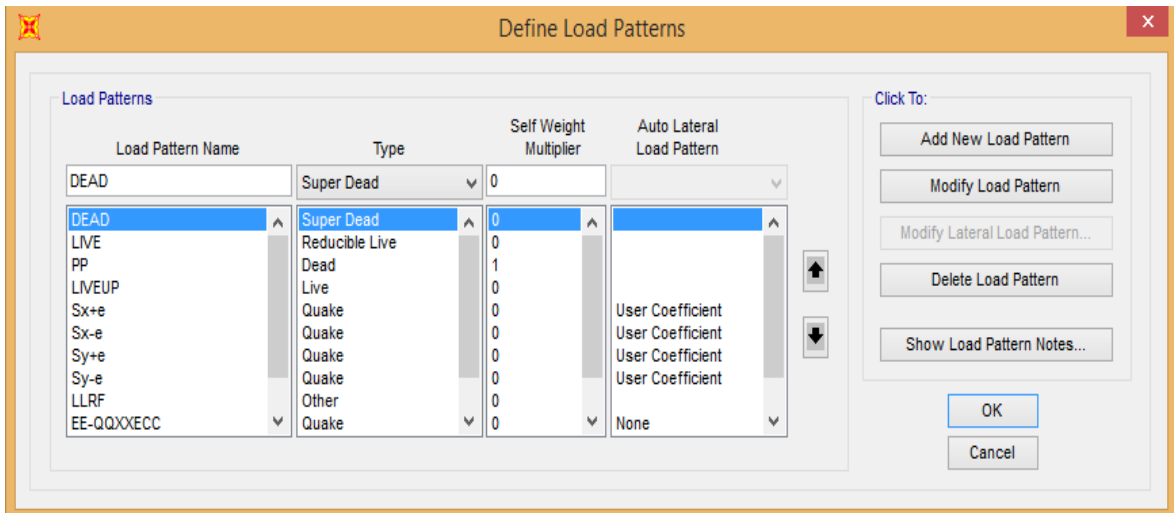 Define Load Patterns
x
Load Patterns
Load Pattern Name Type Self Weight Multiplier Auto Lateral Load Pattern
DEAD Super Dead 0
DEAD Super Dead 0
LIVE Reducible Live 0
PP Dead 1
LIVEUP Live 0
Sx+e Quake 0 User Coefficient
Sx-e Quake 0 User Coefficient
Sy+e Quake 0 User Coefficient
Sy-e Quake 0 User Coefficient
LLRF Other 0
EE-QQXXECC Quake 0 None
Click To:
Add New Load Pattern
Modify Load Pattern
Modify Lateral Load Pattern...
Delete Load Pattern
Show Load Pattern Notes...
OK
Cancel